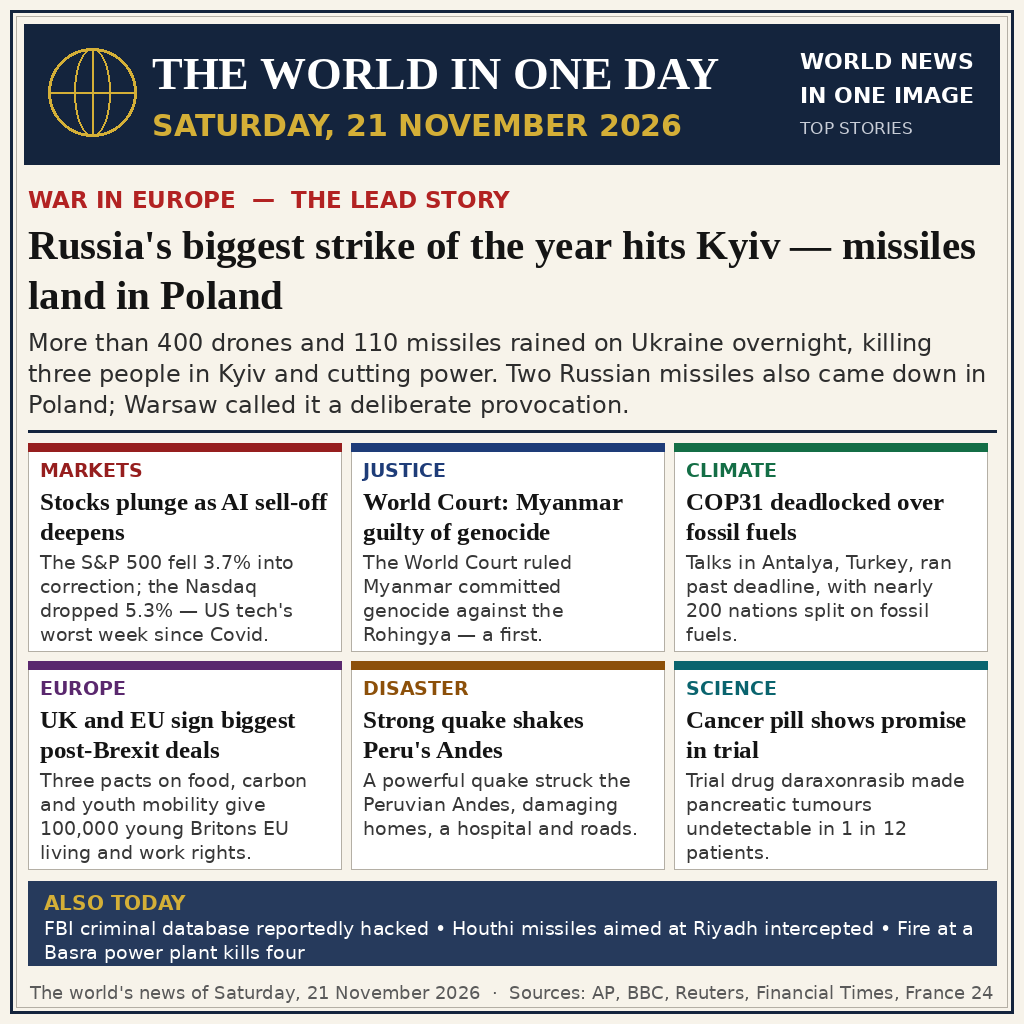 THE WORLD IN ONE DAY
SATURDAY, 21 NOVEMBER 2026
WORLD NEWS
IN ONE IMAGE
TOP STORIES
WAR IN EUROPE — THE LEAD STORY
Russia's biggest strike of the year hits Kyiv — missiles
land in Poland
More than 400 drones and 110 missiles rained on Ukraine overnight, killing
three people in Kyiv and cutting power. Two Russian missiles also came down in
Poland; Warsaw called it a deliberate provocation.
MARKETS
Stocks plunge as AI sell-off
deepens
The S&P 500 fell 3.7% into
correction; the Nasdaq
dropped 5.3% — US tech's
worst week since Covid.
JUSTICE
World Court: Myanmar
guilty of genocide
The World Court ruled
Myanmar committed
genocide against the
Rohingya — a first.
CLIMATE
COP31 deadlocked over
fossil fuels
Talks in Antalya, Turkey, ran
past deadline, with nearly
200 nations split on fossil
fuels.
EUROPE
UK and EU sign biggest
post-Brexit deals
Three pacts on food, carbon
and youth mobility give
100,000 young Britons EU
living and work rights.
DISASTER
Strong quake shakes
Peru's Andes
A powerful quake struck the
Peruvian Andes, damaging
homes, a hospital and roads.
SCIENCE
Cancer pill shows promise
in trial
Trial drug daraxonrasib made
pancreatic tumours
undetectable in 1 in 12
patients.
ALSO TODAY
FBI criminal database reportedly hacked • Houthi missiles aimed at Riyadh intercepted • Fire at a
Basra power plant kills four
The world's news of Saturday, 21 November 2026 · Sources: AP, BBC, Reuters, Financial Times, France 24